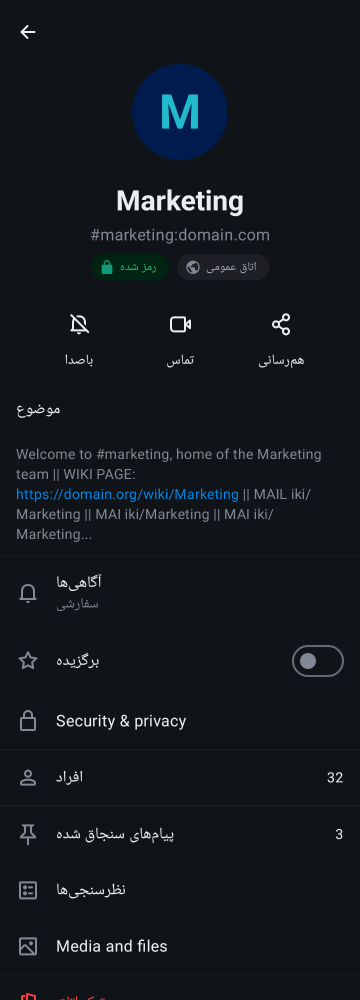 M
Marketing
#marketing:domain.com
رمز شده
اتاق عمومی
باصدا
تماس
هم‌رسانی
موضوع
Welcome to #marketing, home of the Marketing
team || WIKI PAGE:
https://domain.org/wiki/Marketing || MAIL iki/
Marketing || MAI iki/Marketing || MAI iki/
Marketing...
آگاهی‌ها
سفارشی
برگزیده
Security & privacy
افراد
32
پیام‌های سنجاق شده
3
نظرسنجی‌ها
Media and files